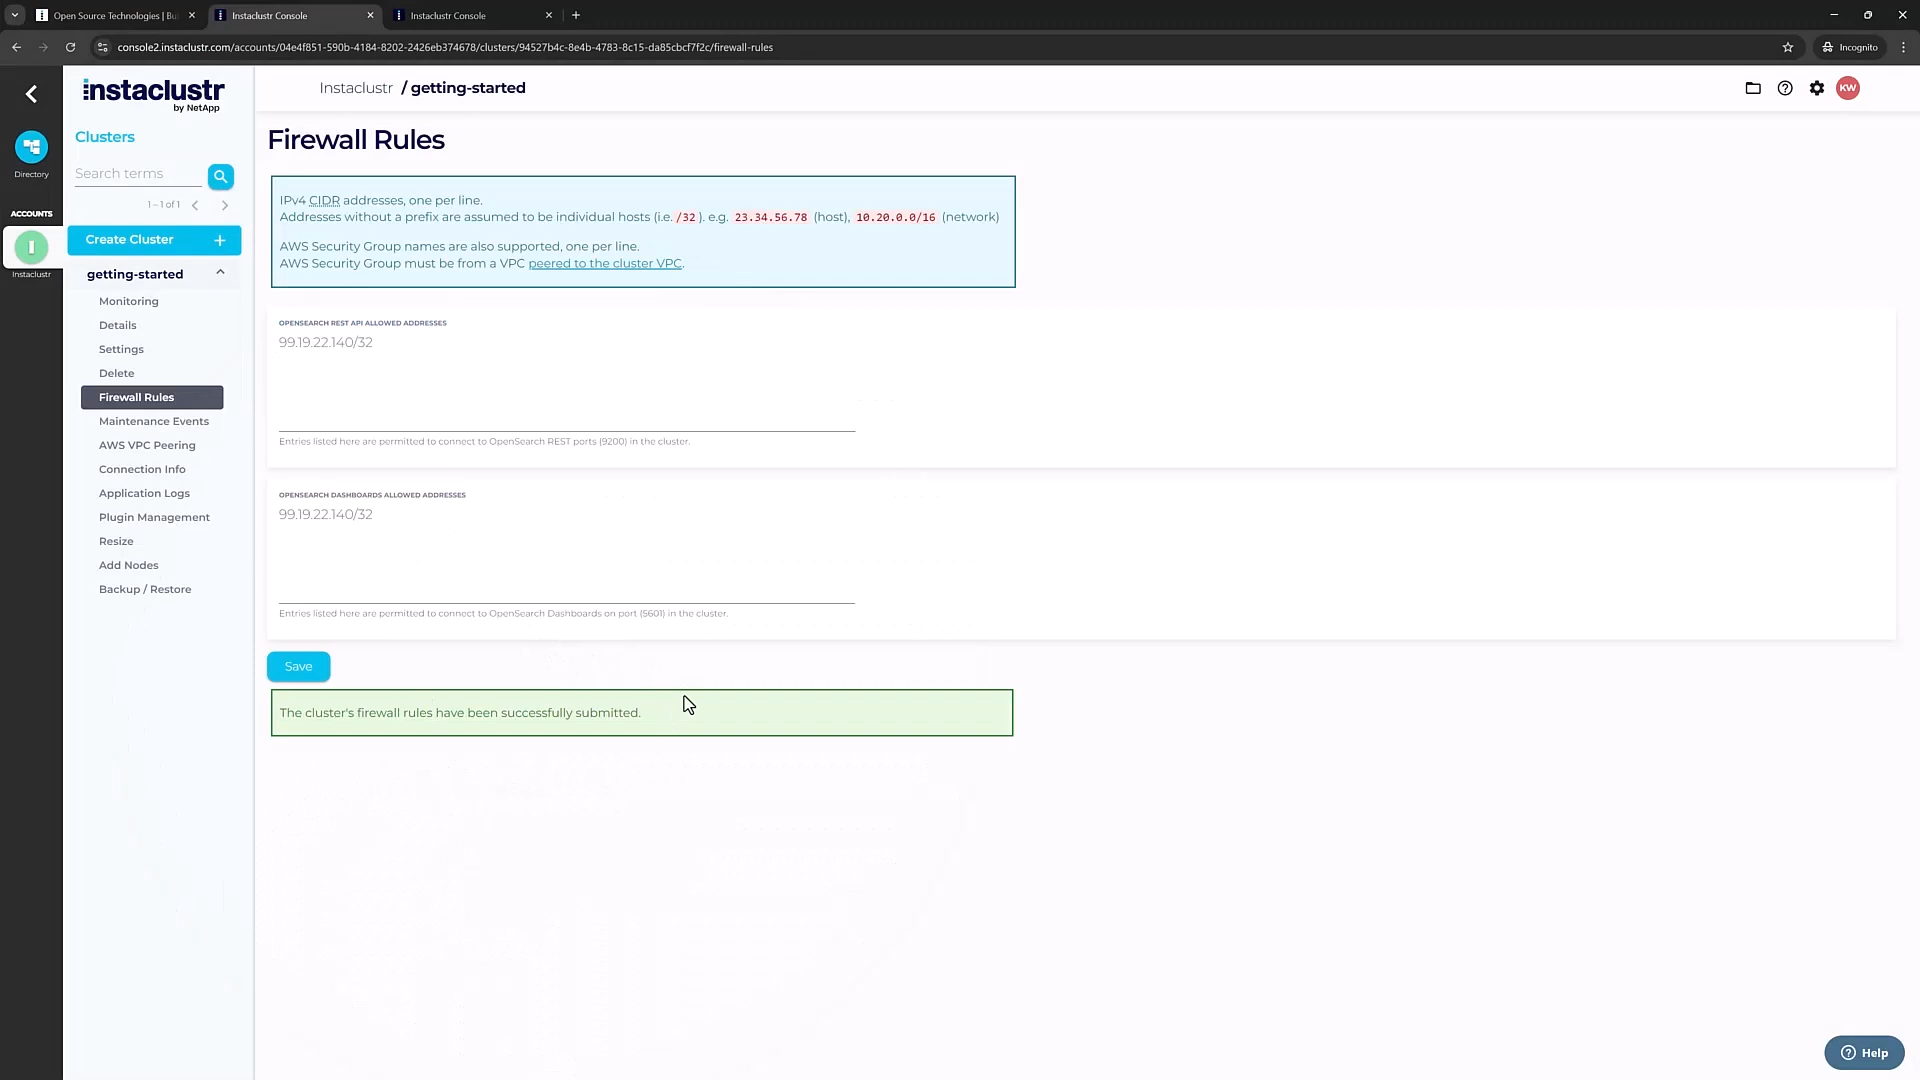 Open Source Technologies | Bu
Instaclustr Console
Instaclustr Console
console2.instaclustr.com/accounts/04e4f851-590b-4184-8202-2426eb374678/clusters/94527b4c-8e4b-4783-8c15-da85cbcf7f2c/firewall-rules
Incognito
instaclustr
by NetApp
Instaclustr / getting-started
KW
Directory
ACCOUNTS
I
Instaclustr
Clusters
Search terms
1 – 1 of 1
Create Cluster +
getting-started
Monitoring
Details
Settings
Delete
Firewall Rules
Maintenance Events
AWS VPC Peering
Connection Info
Application Logs
Plugin Management
Resize
Add Nodes
Backup / Restore
Firewall Rules
IPv4 CIDR addresses, one per line.
Addresses without a prefix are assumed to be individual hosts (i.e. /32 ). e.g. 23.34.56.78 (host), 10.20.0.0/16 (network)
AWS Security Group names are also supported, one per line.
AWS Security Group must be from a VPC peered to the cluster VPC.
OPENSEARCH REST API ALLOWED ADDRESSES
99.19.22.140/32
Entries listed here are permitted to connect to OpenSearch REST ports (9200) in the cluster.
OPENSEARCH DASHBOARDS ALLOWED ADDRESSES
99.19.22.140/32
Entries listed here are permitted to connect to OpenSearch Dashboards on port (5601) in the cluster.
Save
The cluster's firewall rules have been successfully submitted.
Help